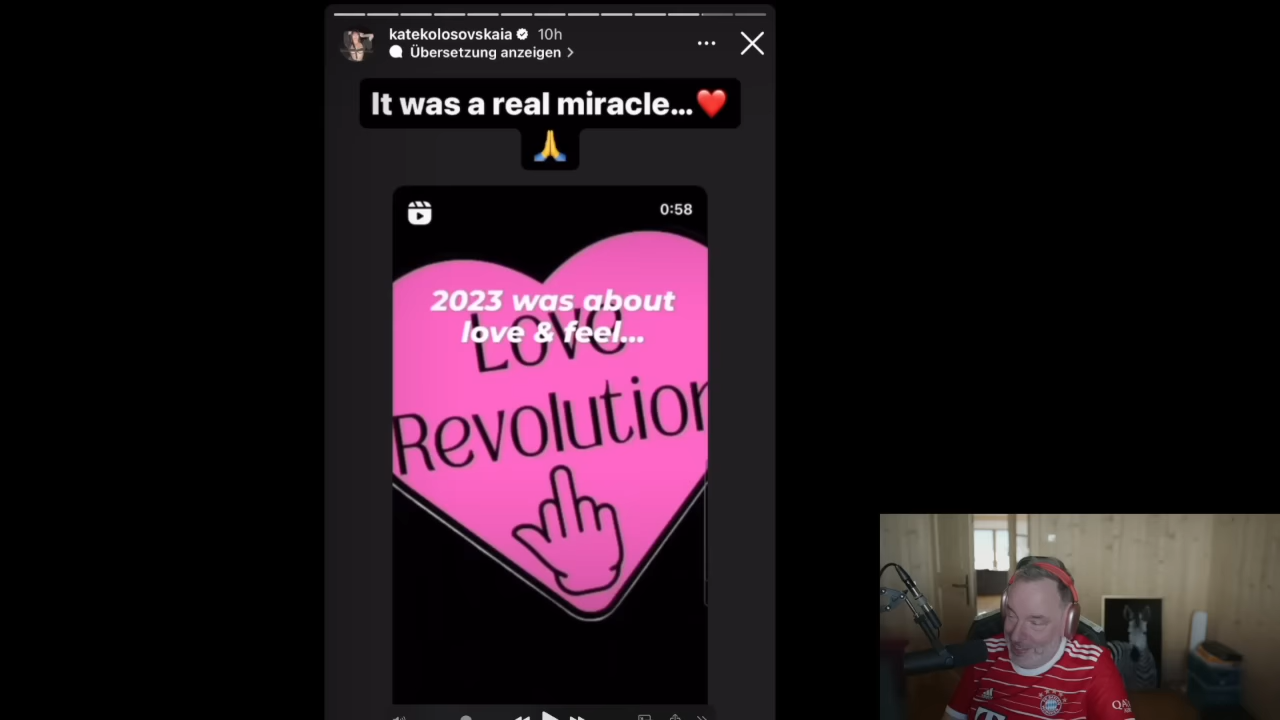 katekolosovskaia 10h
Übersetzung anzeigen
It was a real miracle...❤️
🙏
0:58
2023 was about
love & feel...
Love
Revolution